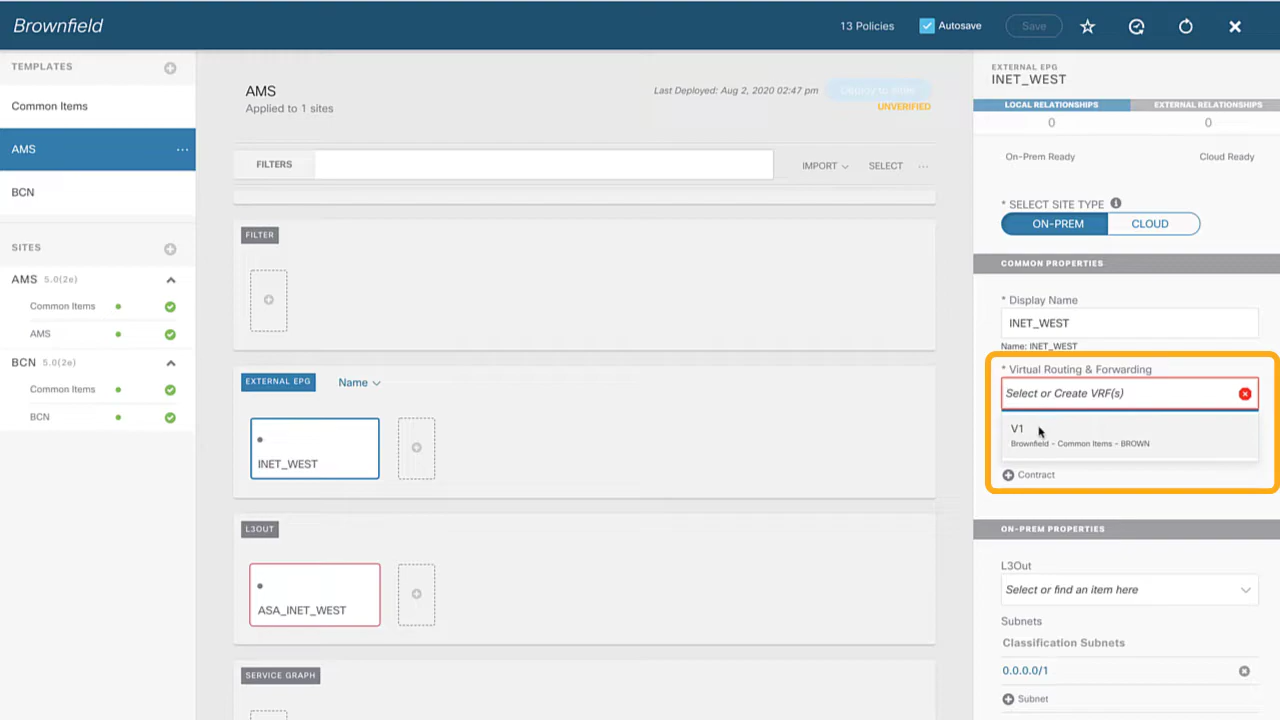 Brownfield
13 Policies
Autosave
Save
TEMPLATES
Common Items
AMS
BCN
SITES
AMS 5.0(2e)
Common Items
AMS
BCN 5.0(2e)
Common Items
BCN
AMS
Applied to 1 sites
Last Deployed: Aug 2, 2020 02:47 pm
Deploy to sites
UNVERIFIED
FILTERS
IMPORT
SELECT
FILTER
EXTERNAL EPG
Name
INET_WEST
L3OUT
ASA_INET_WEST
SERVICE GRAPH
EXTERNAL EPG
INET_WEST
LOCAL RELATIONSHIPS
EXTERNAL RELATIONSHIPS
0
0
On-Prem Ready
Cloud Ready
* SELECT SITE TYPE
ON-PREM
CLOUD
COMMON PROPERTIES
* Display Name
INET_WEST
Name: INET_WEST
* Virtual Routing & Forwarding
Select or Create VRF(s)
V1
Brownfield - Common Items - BROWN
Contract
ON-PREM PROPERTIES
L3Out
Select or find an item here
Subnets
Classification Subnets
0.0.0.0/1
Subnet